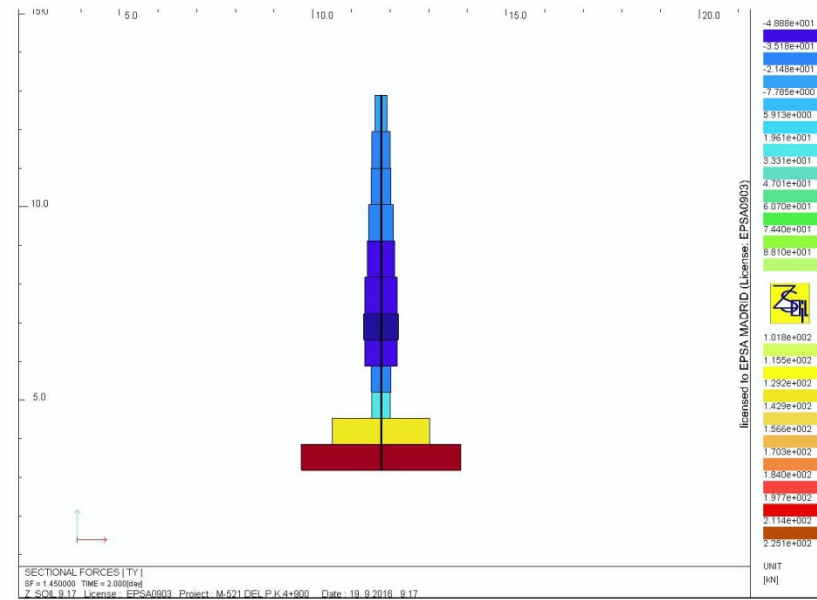 15.0
5.0
10.0
15.0
20.0
10.0
5.0
-4.888e+001
-3.518e+001
-2.148e+001
-7.785e+000
5.913e+000
1.961e+001
3.331e+001
4.701e+001
6.070e+001
7.440e+001
8.810e+001
1.018e+002
1.155e+002
1.292e+002
1.429e+002
1.566e+002
1.703e+002
1.840e+002
1.977e+002
2.114e+002
2.251e+002
UNIT
[kN]
licensed to EPSA MADRID (License: EPSA0903)
SECTIONAL FORCES | TY |
SF = 1.450000 TIME = 2.000[day]
Z_SOIL 9.17 License : EPSA0903 Project : M-521 DEL P.K.4+900 Date : 19. 9.2016 9:17